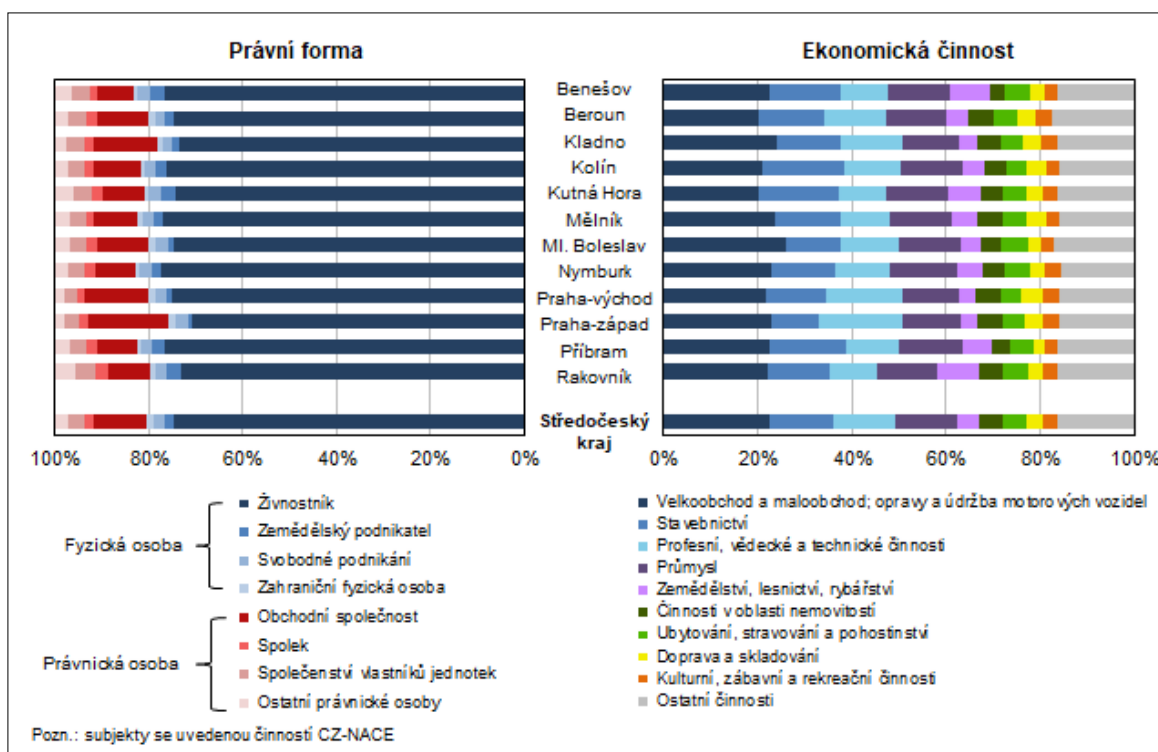 Právní forma
Ekonomická činnost
Benešov
Beroun
Kladno
Kolín
Kutná Hora
Mělník
Ml. Boleslav
Nymburk
Praha-východ
Praha-západ
Příbram
Rakovník
Středočeský
kraj
100% 80% 60% 40% 20% 0%
0% 20% 40% 60% 80% 100%
Fyzická osoba
Živnostník
Zemědělský podnikatel
Svobodné podnikání
Zahraniční fyzická osoba
Právnická osoba
Obchodní společnost
Spolek
Společenství vlastníků jednotek
Ostatní právnické osoby
Velkoobchod a maloobchod; opravy a údržba motorových vozidel
Stavebnictví
Profesní, vědecké a technické činnosti
Průmysl
Zemědělství, lesnictví, rybářství
Činnosti v oblasti nemovitostí
Ubytování, stravování a pohostinství
Doprava a skladování
Kulturní, zábavní a rekreační činnosti
Ostatní činnosti
Pozn.: subjekty se uvedenou činností CZ-NACE